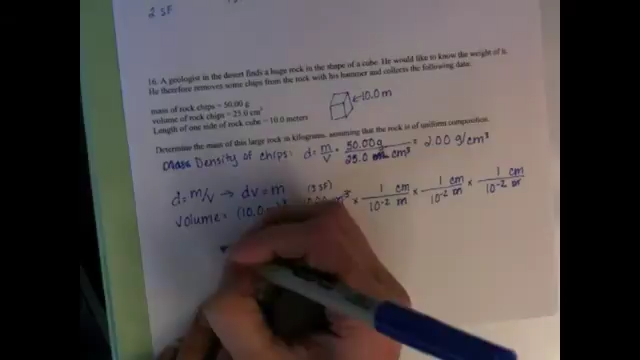 2 SF
16. A geologist in the desert finds a huge rock in the shape of a cube. He would like to know the weight of it.
He therefore removes some chips from the rock with his hammer and collects the following data:
mass of rock chips = 50.00 g
volume of rock chips = 25.0 cm³
Length of one side of rock cube = 10.0 meters
←10.0 m
Determine the mass of this large rock in kilograms, assuming that the rock is of uniform composition.
Density of chips: d = m/v = 50.00g / 25.0 cm³ = 2.00 g/cm³
d = m/v → dv = m
(3 SF)
Volume = (10.0 m³ × 1 cm / 10⁻² m × 1 cm / 10⁻² m × 1 cm / 10⁻² m